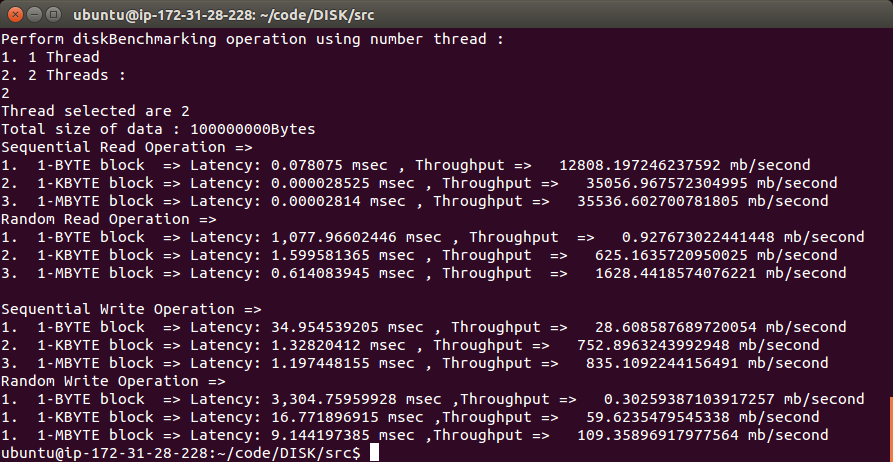 ubuntu@ip-172-31-28-228: ~/code/DISK/src
Perform diskBenchmarking operation using number thread :
1. 1 Thread
2. 2 Threads :
2
Thread selected are 2
Total size of data : 100000000Bytes
Sequential Read Operation =>
1.  1-BYTE block  => Latency: 0.078075 msec , Throughput =>   12808.197246237592 mb/second
2.  1-KBYTE block => Latency: 0.000028525 msec , Throughput =>   35056.967572304995 mb/second
3.  1-MBYTE block => Latency: 0.00002814 msec , Throughput =>   35536.602700781805 mb/second
Random Read Operation =>
1.  1-BYTE block  => Latency: 1,077.96602446 msec , Throughput  =>   0.927673022441448 mb/second
2.  1-KBYTE block => Latency: 1.599581365 msec , Throughput  =>   625.1635720950025 mb/second
3.  1-MBYTE block => Latency: 0.614083945 msec , Throughput =>   1628.4418574076221 mb/second
Sequential Write Operation =>
1.  1-BYTE block  => Latency: 34.954539205 msec , Throughput =>   28.608587689720054 mb/second
2.  1-KBYTE block => Latency: 1.32820412 msec , Throughput =>   752.8963243992948 mb/second
3.  1-MBYTE block => Latency: 1.197448155 msec , Throughput =>   835.1092244156491 mb/second
Random Write Operation =>
1.  1-BYTE block  => Latency: 3,304.75959928 msec ,Throughput =>   0.30259387103917257 mb/second
1.  1-KBYTE block => Latency: 16.771896915 msec ,Throughput =>   59.6235479545338 mb/second
1.  1-MBYTE block => Latency: 9.144197385 msec ,Throughput =>   109.35896917977564 mb/second
ubuntu@ip-172-31-28-228:~/code/DISK/src$